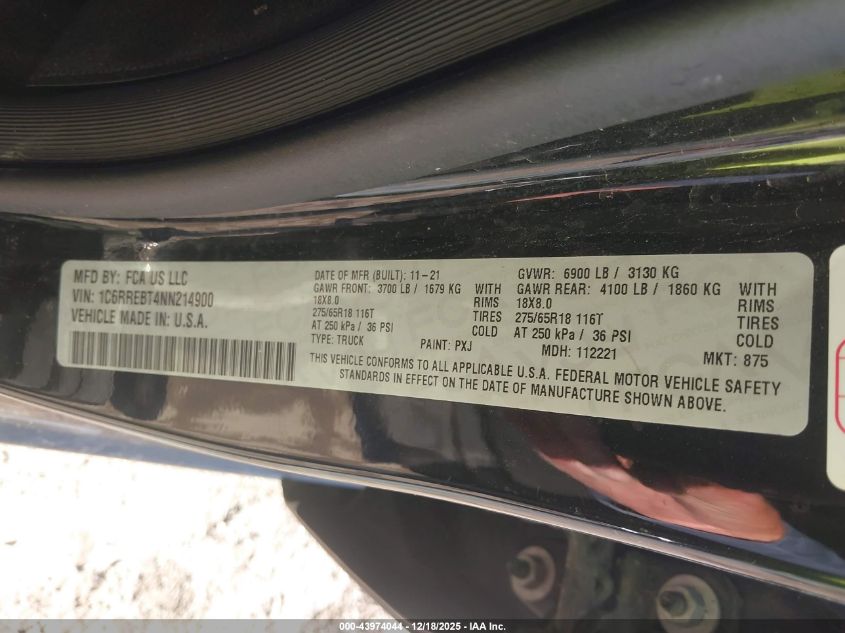 MFD BY: FCA US LLC
VIN: 1C6RREBT4NN214900
VEHICLE MADE IN: U.S.A.
DATE OF MFR (BUILT): 11-21
GAWR FRONT: 3700 LB / 1679 KG WITH
18X8.0 RIMS
275/65R18 116T TIRES
AT 250 kPa / 36 PSI COLD
TYPE: TRUCK PAINT: PXJ
GVWR: 6900 LB / 3130 KG
GAWR REAR: 4100 LB / 1860 KG WITH
18X8.0 RIMS
275/65R18 116T TIRES
AT 250 kPa / 36 PSI COLD
MDH: 112221 MKT: 875
THIS VEHICLE CONFORMS TO ALL APPLICABLE U.S.A. FEDERAL MOTOR VEHICLE SAFETY
STANDARDS IN EFFECT ON THE DATE OF MANUFACTURE SHOWN ABOVE.
000-43974044 | 12/18/2025 - IAA Inc.